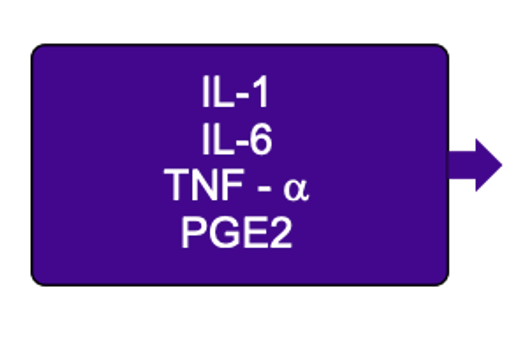 IL-1
IL-6
TNF - α
PGE2